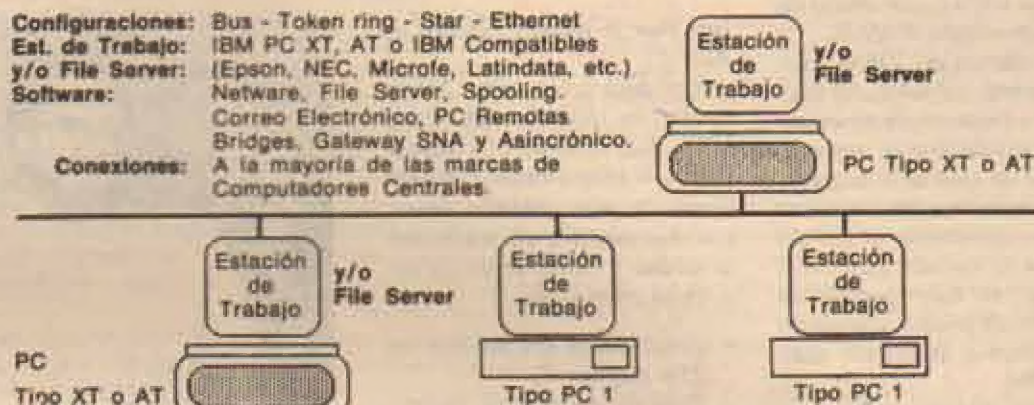 Configuraciones: Bus - Token ring - Star - Ethernet
Est. de Trabajo: IBM PC XT, AT o IBM Compatibles
y/o File Server: (Epson, NEC, Microfe, Latindata, etc.)
Software: Netware, File Server, Spooling.
Correo Electrónico, PC Remotas
Bridges, Gateway SNA y Asincrónico.
Conexiones: A la mayoría de las marcas de
Computadores Centrales
Estación
de
Trabajo
y/o
File Server
PC Tipo XT o AT
Estación
de
Trabajo
y/o
File Server
PC
Tipo XT o AT
Estación
de
Trabajo
Tipo PC 1
Estación
de
Trabajo
Tipo PC 1